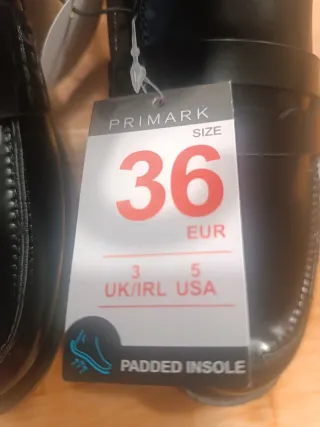 PRIMARK
SIZE
36
EUR
3 5
UK/IRL USA
PADDED INSOLE